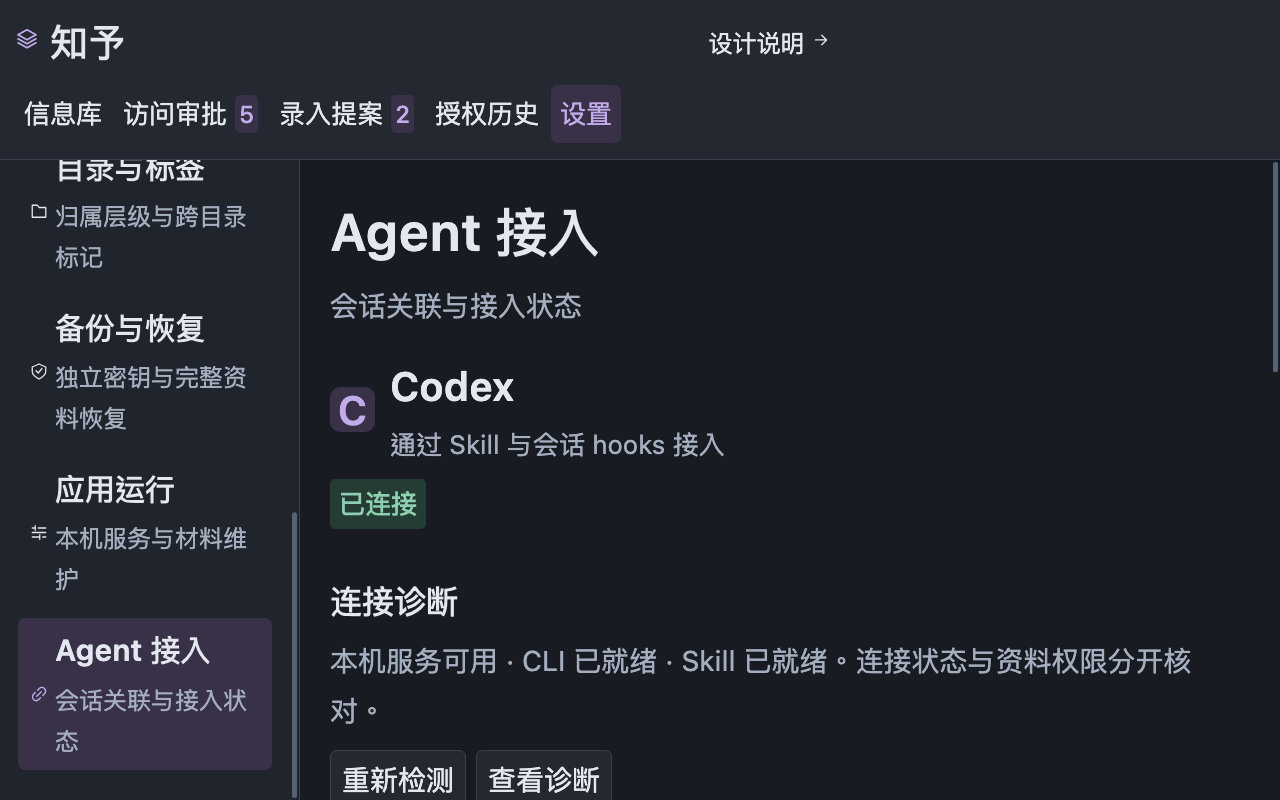 知予
设计说明 →
信息库 访问审批 5 录入提案 2 授权历史 设置
目录与标签
归属层级与跨目录
标记
备份与恢复
独立密钥与完整资
料恢复
应用运行
本机服务与材料维
护
Agent 接入
会话关联与接入状
态
Agent 接入
会话关联与接入状态
C
Codex
通过 Skill 与会话 hooks 接入
已连接
连接诊断
本机服务可用 · CLI 已就绪 · Skill 已就绪。连接状态与资料权限分开核
对。
重新检测 查看诊断